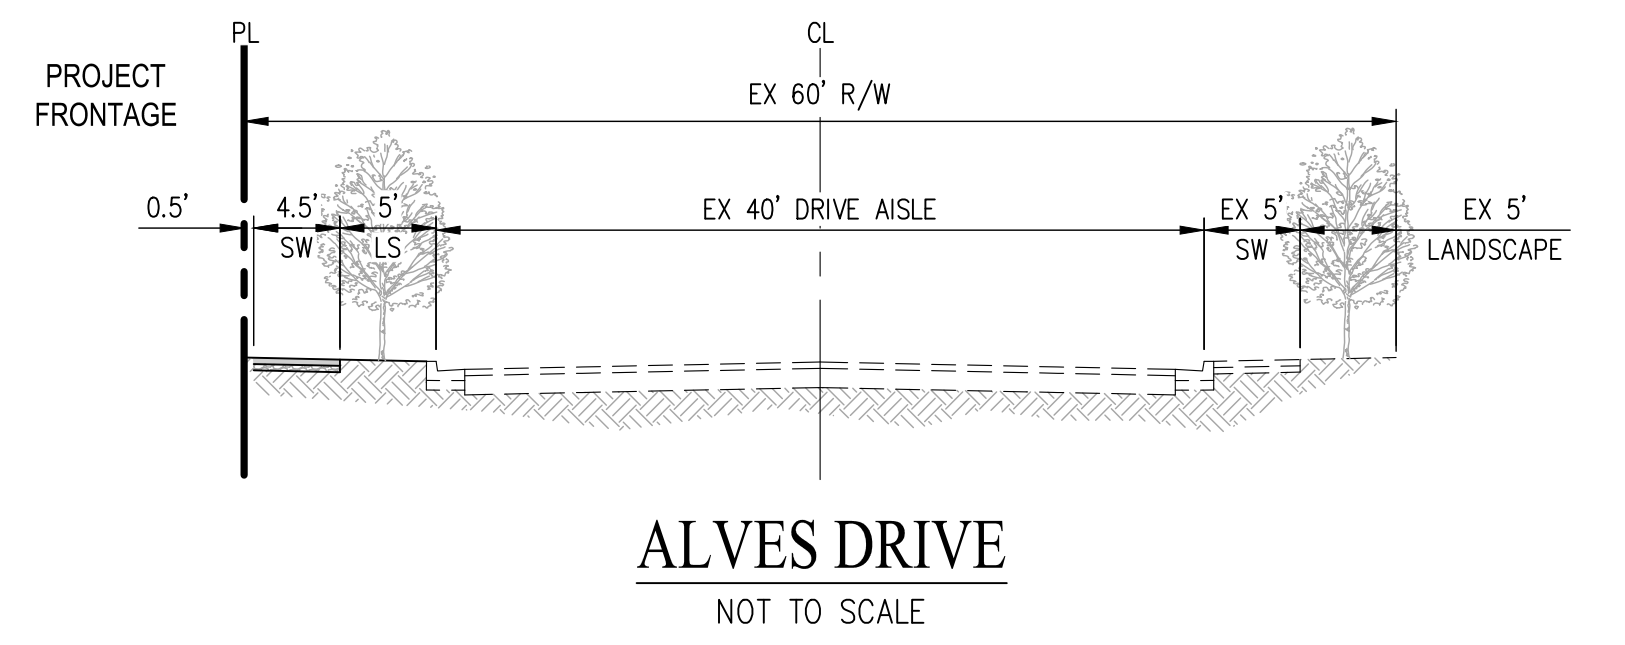 PL
CL
PROJECT
FRONTAGE
EX 60' R/W
0.5'
4.5'
SW
5'
LS
EX 40' DRIVE AISLE
EX 5'
SW
EX 5'
LANDSCAPE
ALVES DRIVE
NOT TO SCALE